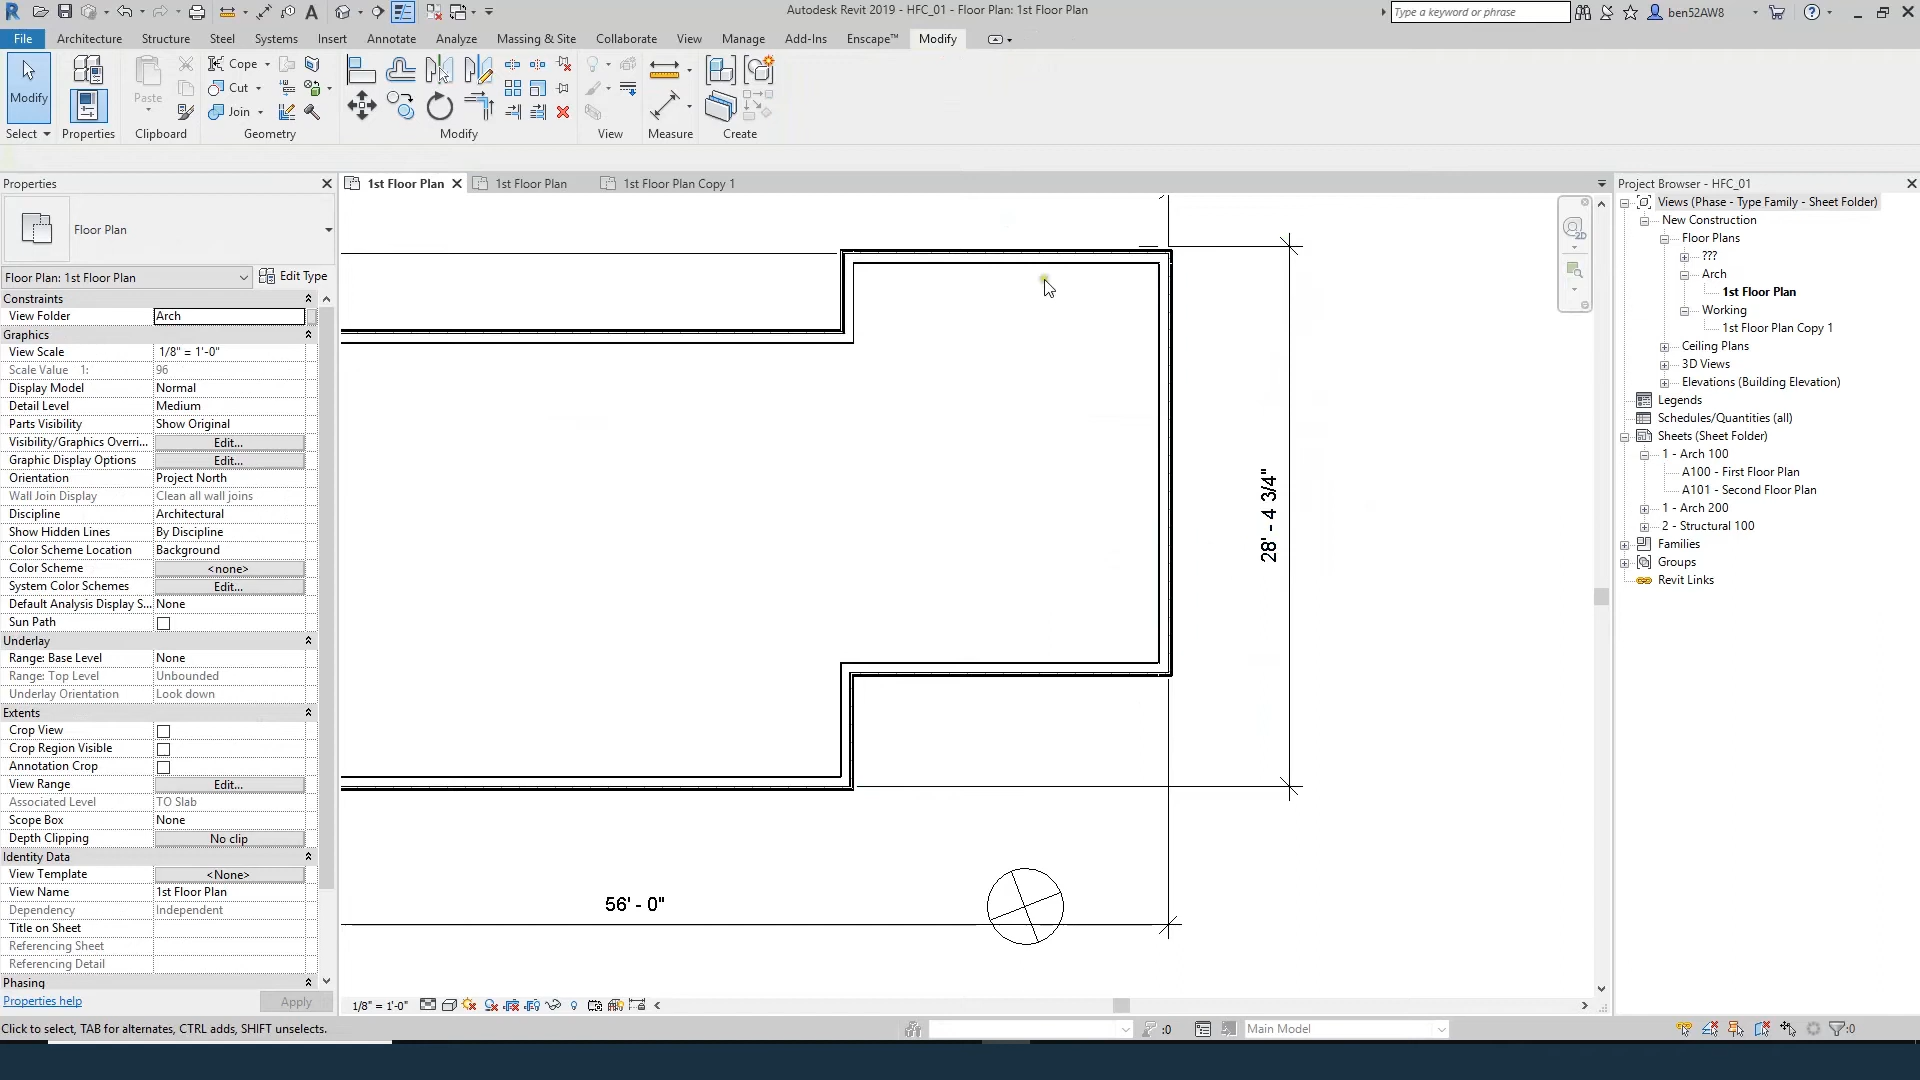 Autodesk Revit 2019 - HFC_01 - Floor Plan: 1st Floor Plan
Type a keyword or phrase
ben52AW8
File Architecture Structure Steel Systems Insert Annotate Analyze Massing & Site Collaborate View Manage Add-Ins Enscape™ Modify
Modify
Paste
Cope
Cut
Join
Select Properties Clipboard Geometry Modify View Measure Create
Properties
1st Floor Plan
1st Floor Plan
1st Floor Plan Copy 1
Floor Plan
Floor Plan: 1st Floor Plan Edit Type
Constraints
View Folder Arch
Graphics
View Scale 1/8" = 1'-0"
Scale Value 1: 96
Display Model Normal
Detail Level Medium
Parts Visibility Show Original
Visibility/Graphics Overri... Edit...
Graphic Display Options Edit...
Orientation Project North
Wall Join Display Clean all wall joins
Discipline Architectural
Show Hidden Lines By Discipline
Color Scheme Location Background
Color Scheme <none>
System Color Schemes Edit...
Default Analysis Display S... None
Sun Path
Underlay
Range: Base Level None
Range: Top Level Unbounded
Underlay Orientation Look down
Extents
Crop View
Crop Region Visible
Annotation Crop
View Range Edit...
Associated Level TO Slab
Scope Box None
Depth Clipping No clip
Identity Data
View Template <None>
View Name 1st Floor Plan
Dependency Independent
Title on Sheet
Referencing Sheet
Referencing Detail
Phasing
Properties help Apply
28' - 4 3/4"
56' - 0"
2D
Project Browser - HFC_01
Views (Phase - Type Family - Sheet Folder)
New Construction
Floor Plans
???
Arch
1st Floor Plan
Working
1st Floor Plan Copy 1
Ceiling Plans
3D Views
Elevations (Building Elevation)
Legends
Schedules/Quantities (all)
Sheets (Sheet Folder)
1 - Arch 100
A100 - First Floor Plan
A101 - Second Floor Plan
1 - Arch 200
2 - Structural 100
Families
Groups
Revit Links
1/8" = 1'-0"
Click to select, TAB for alternates, CTRL adds, SHIFT unselects.
:0
Main Model
:0